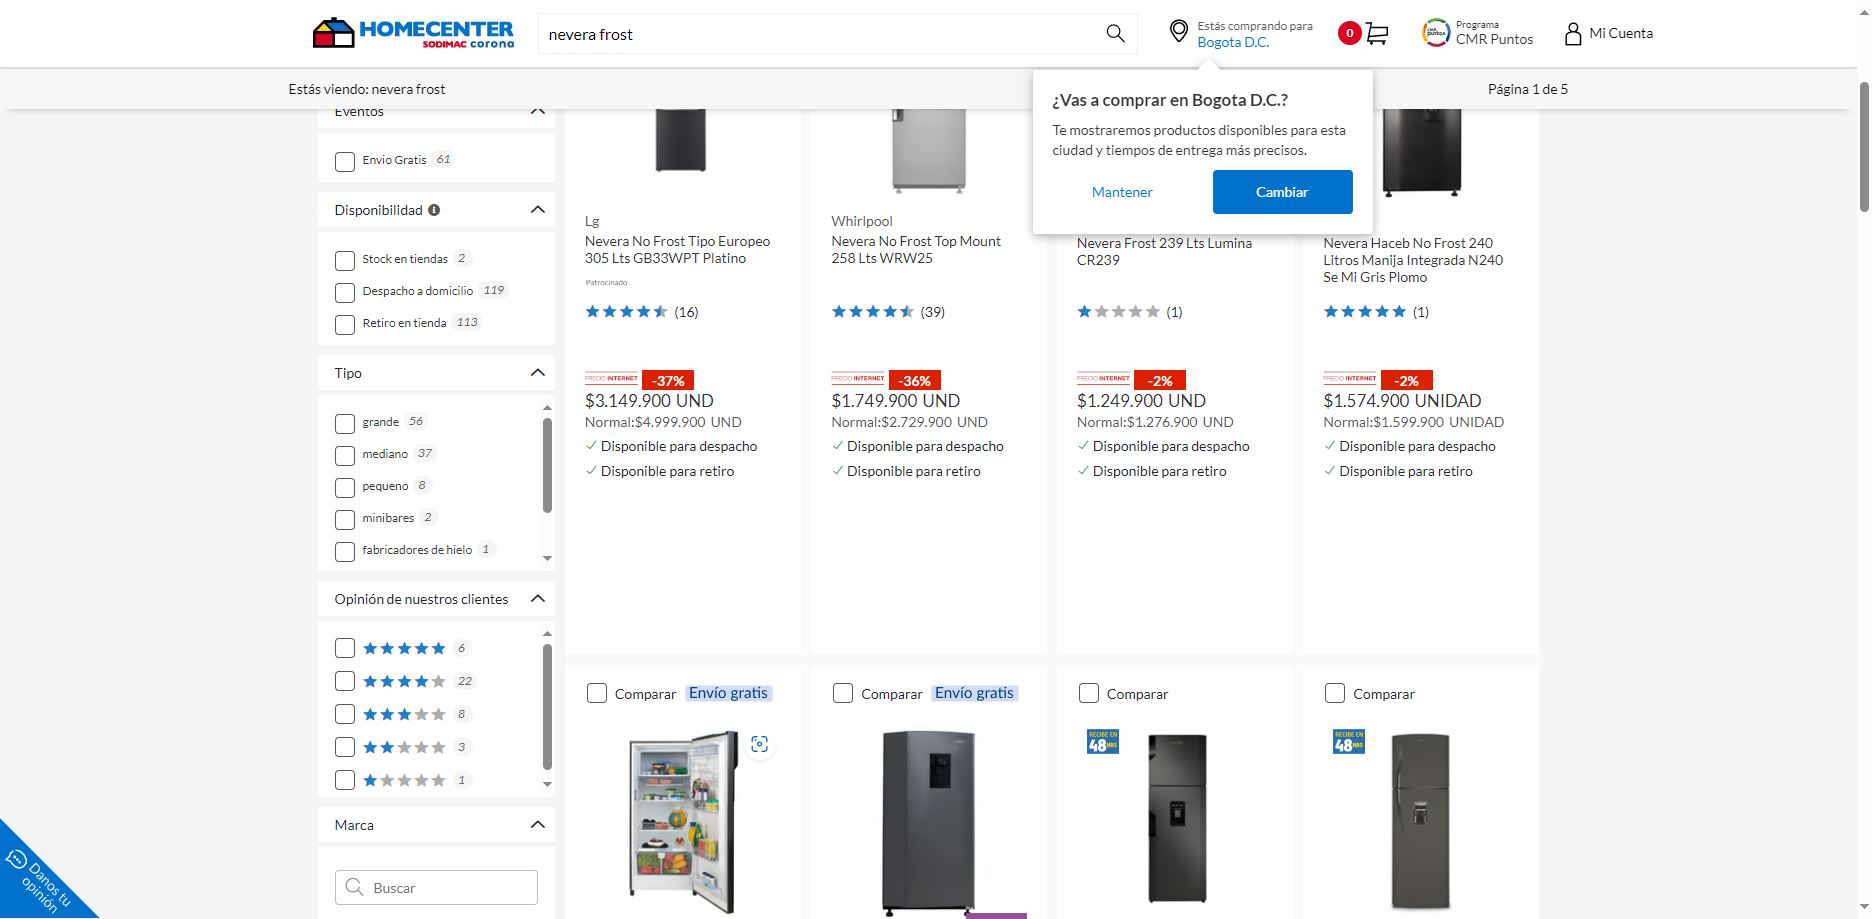 HOMECENTER
SODIMAC corona
nevera frost
Estás comprando para
Bogota D.C.
0
Programa
CMR Puntos
Mi Cuenta
Estás viendo: nevera frost
Página 1 de 5
¿Vas a comprar en Bogota D.C.?
Te mostraremos productos disponibles para esta
ciudad y tiempos de entrega más precisos.
Mantener
Cambiar
Eventos
Envio Gratis 61
Disponibilidad
Stock en tiendas 2
Despacho a domicilio 119
Retiro en tienda 113
Tipo
grande 56
mediano 37
pequeno 8
minibares 2
fabricadores de hielo 1
Opinión de nuestros clientes
6
22
8
3
1
Marca
Buscar
Danos tu
opinión
Lg
Nevera No Frost Tipo Europeo
305 Lts GB33WPT Platino
Patrocinado
(16)
PRECIO INTERNET -37%
$3.149.900 UND
Normal:$4.999.900 UND
Disponible para despacho
Disponible para retiro
Whirlpool
Nevera No Frost Top Mount
258 Lts WRW25
(39)
PRECIO INTERNET -36%
$1.749.900 UND
Normal:$2.729.900 UND
Disponible para despacho
Disponible para retiro
Nevera Frost 239 Lts Lumina
CR239
(1)
PRECIO INTERNET -2%
$1.249.900 UND
Normal:$1.276.900 UND
Disponible para despacho
Disponible para retiro
Nevera Haceb No Frost 240
Litros Manija Integrada N240
Se Mi Gris Plomo
(1)
PRECIO INTERNET -2%
$1.574.900 UNIDAD
Normal:$1.599.900 UNIDAD
Disponible para despacho
Disponible para retiro
Comparar Envío gratis
Comparar Envío gratis
Comparar
RECIBE EN
48HRS
Comparar
RECIBE EN
48HRS